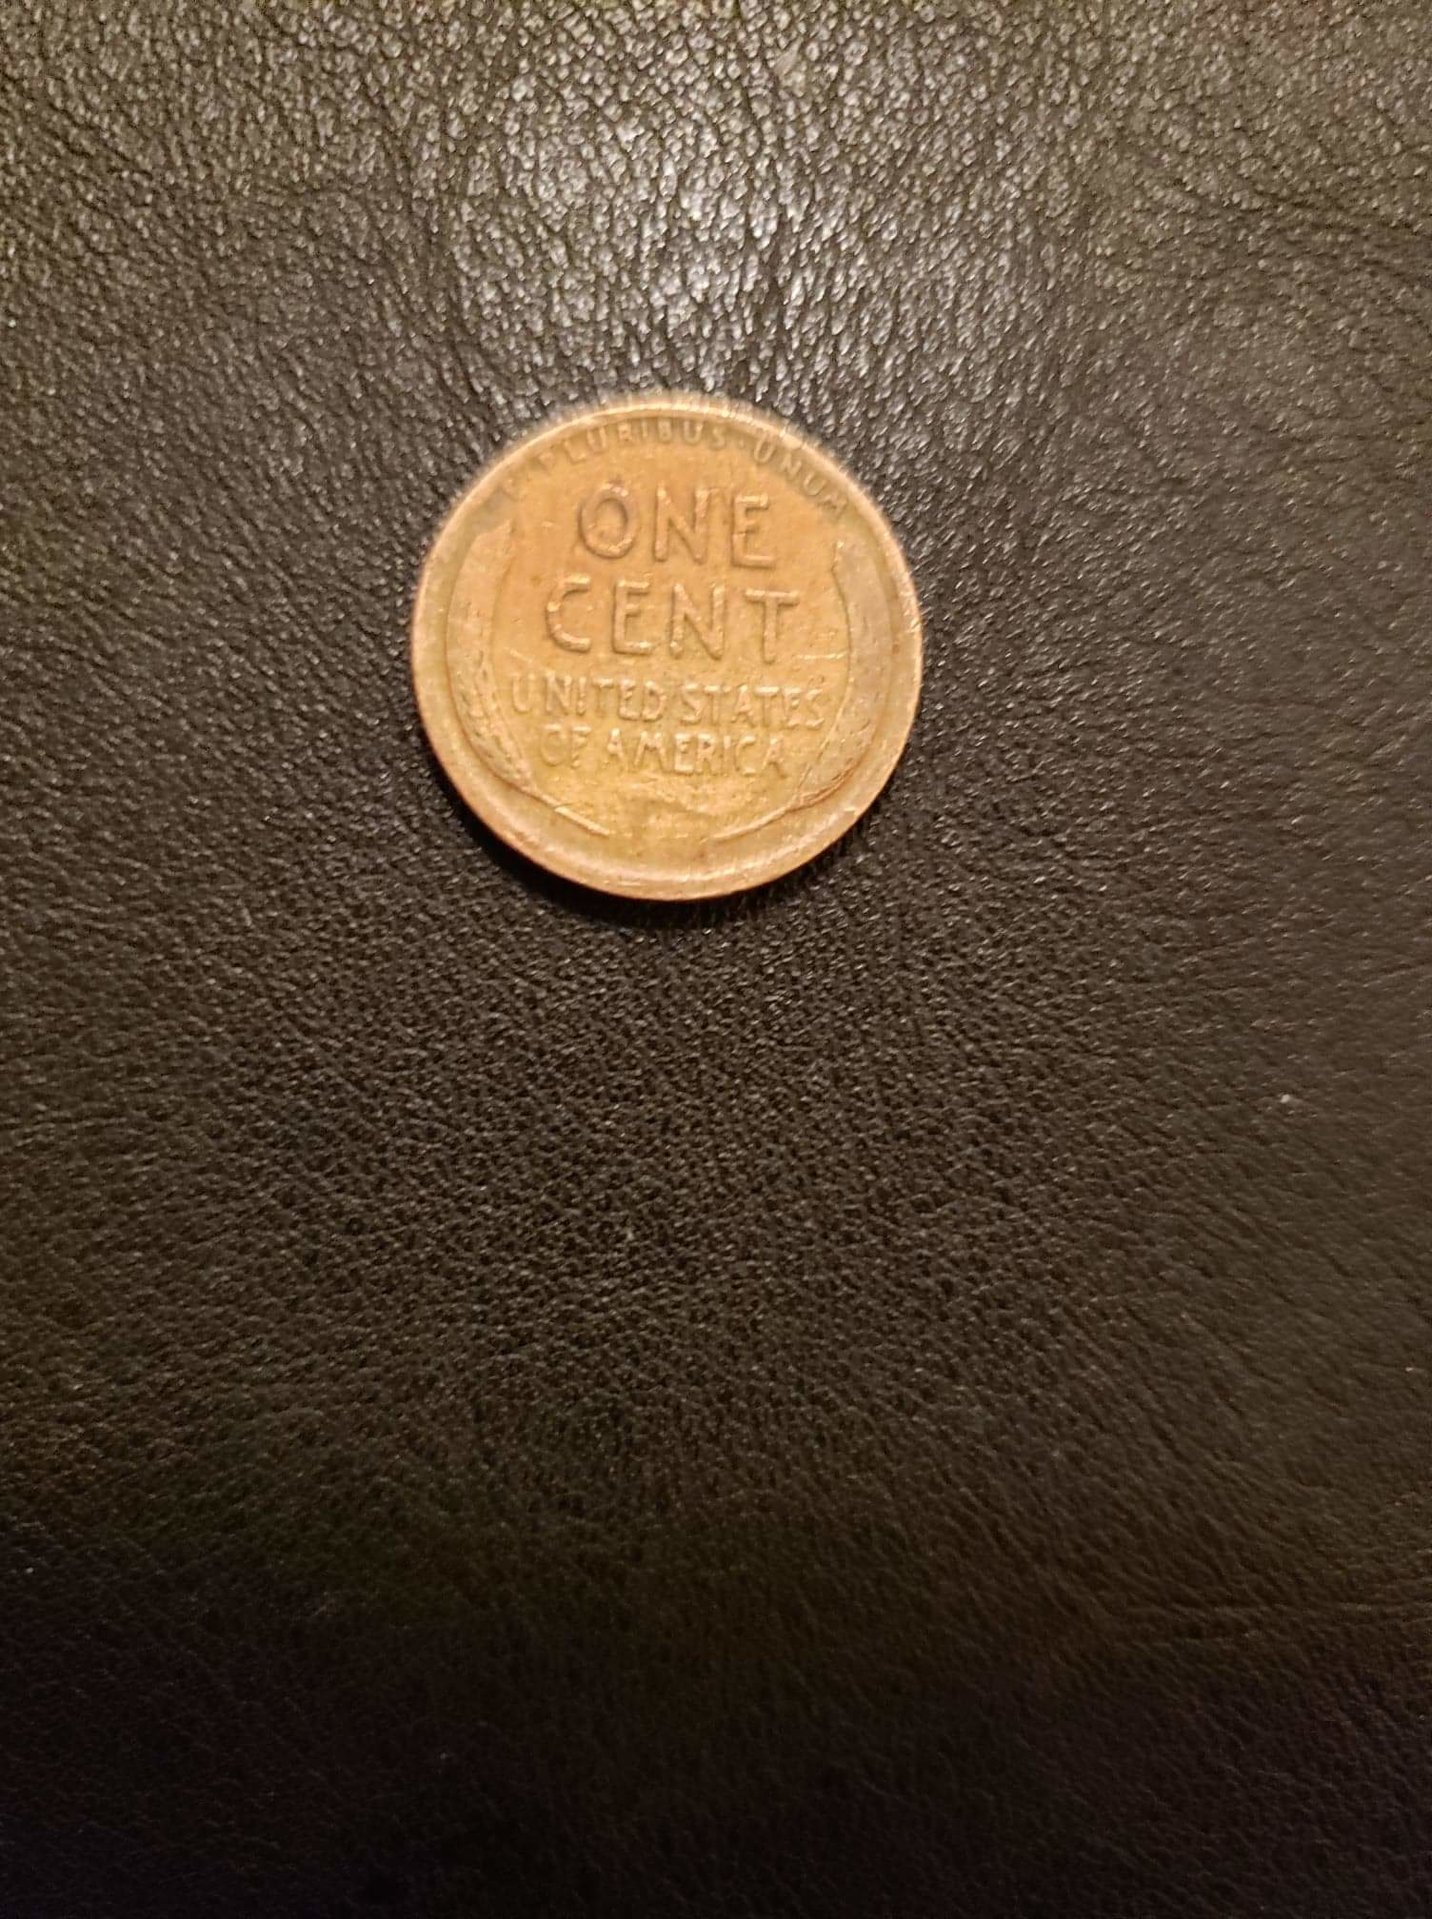 E PLURIBUS · UNUM
ONE
CENT
UNITED STATES
OF AMERICA